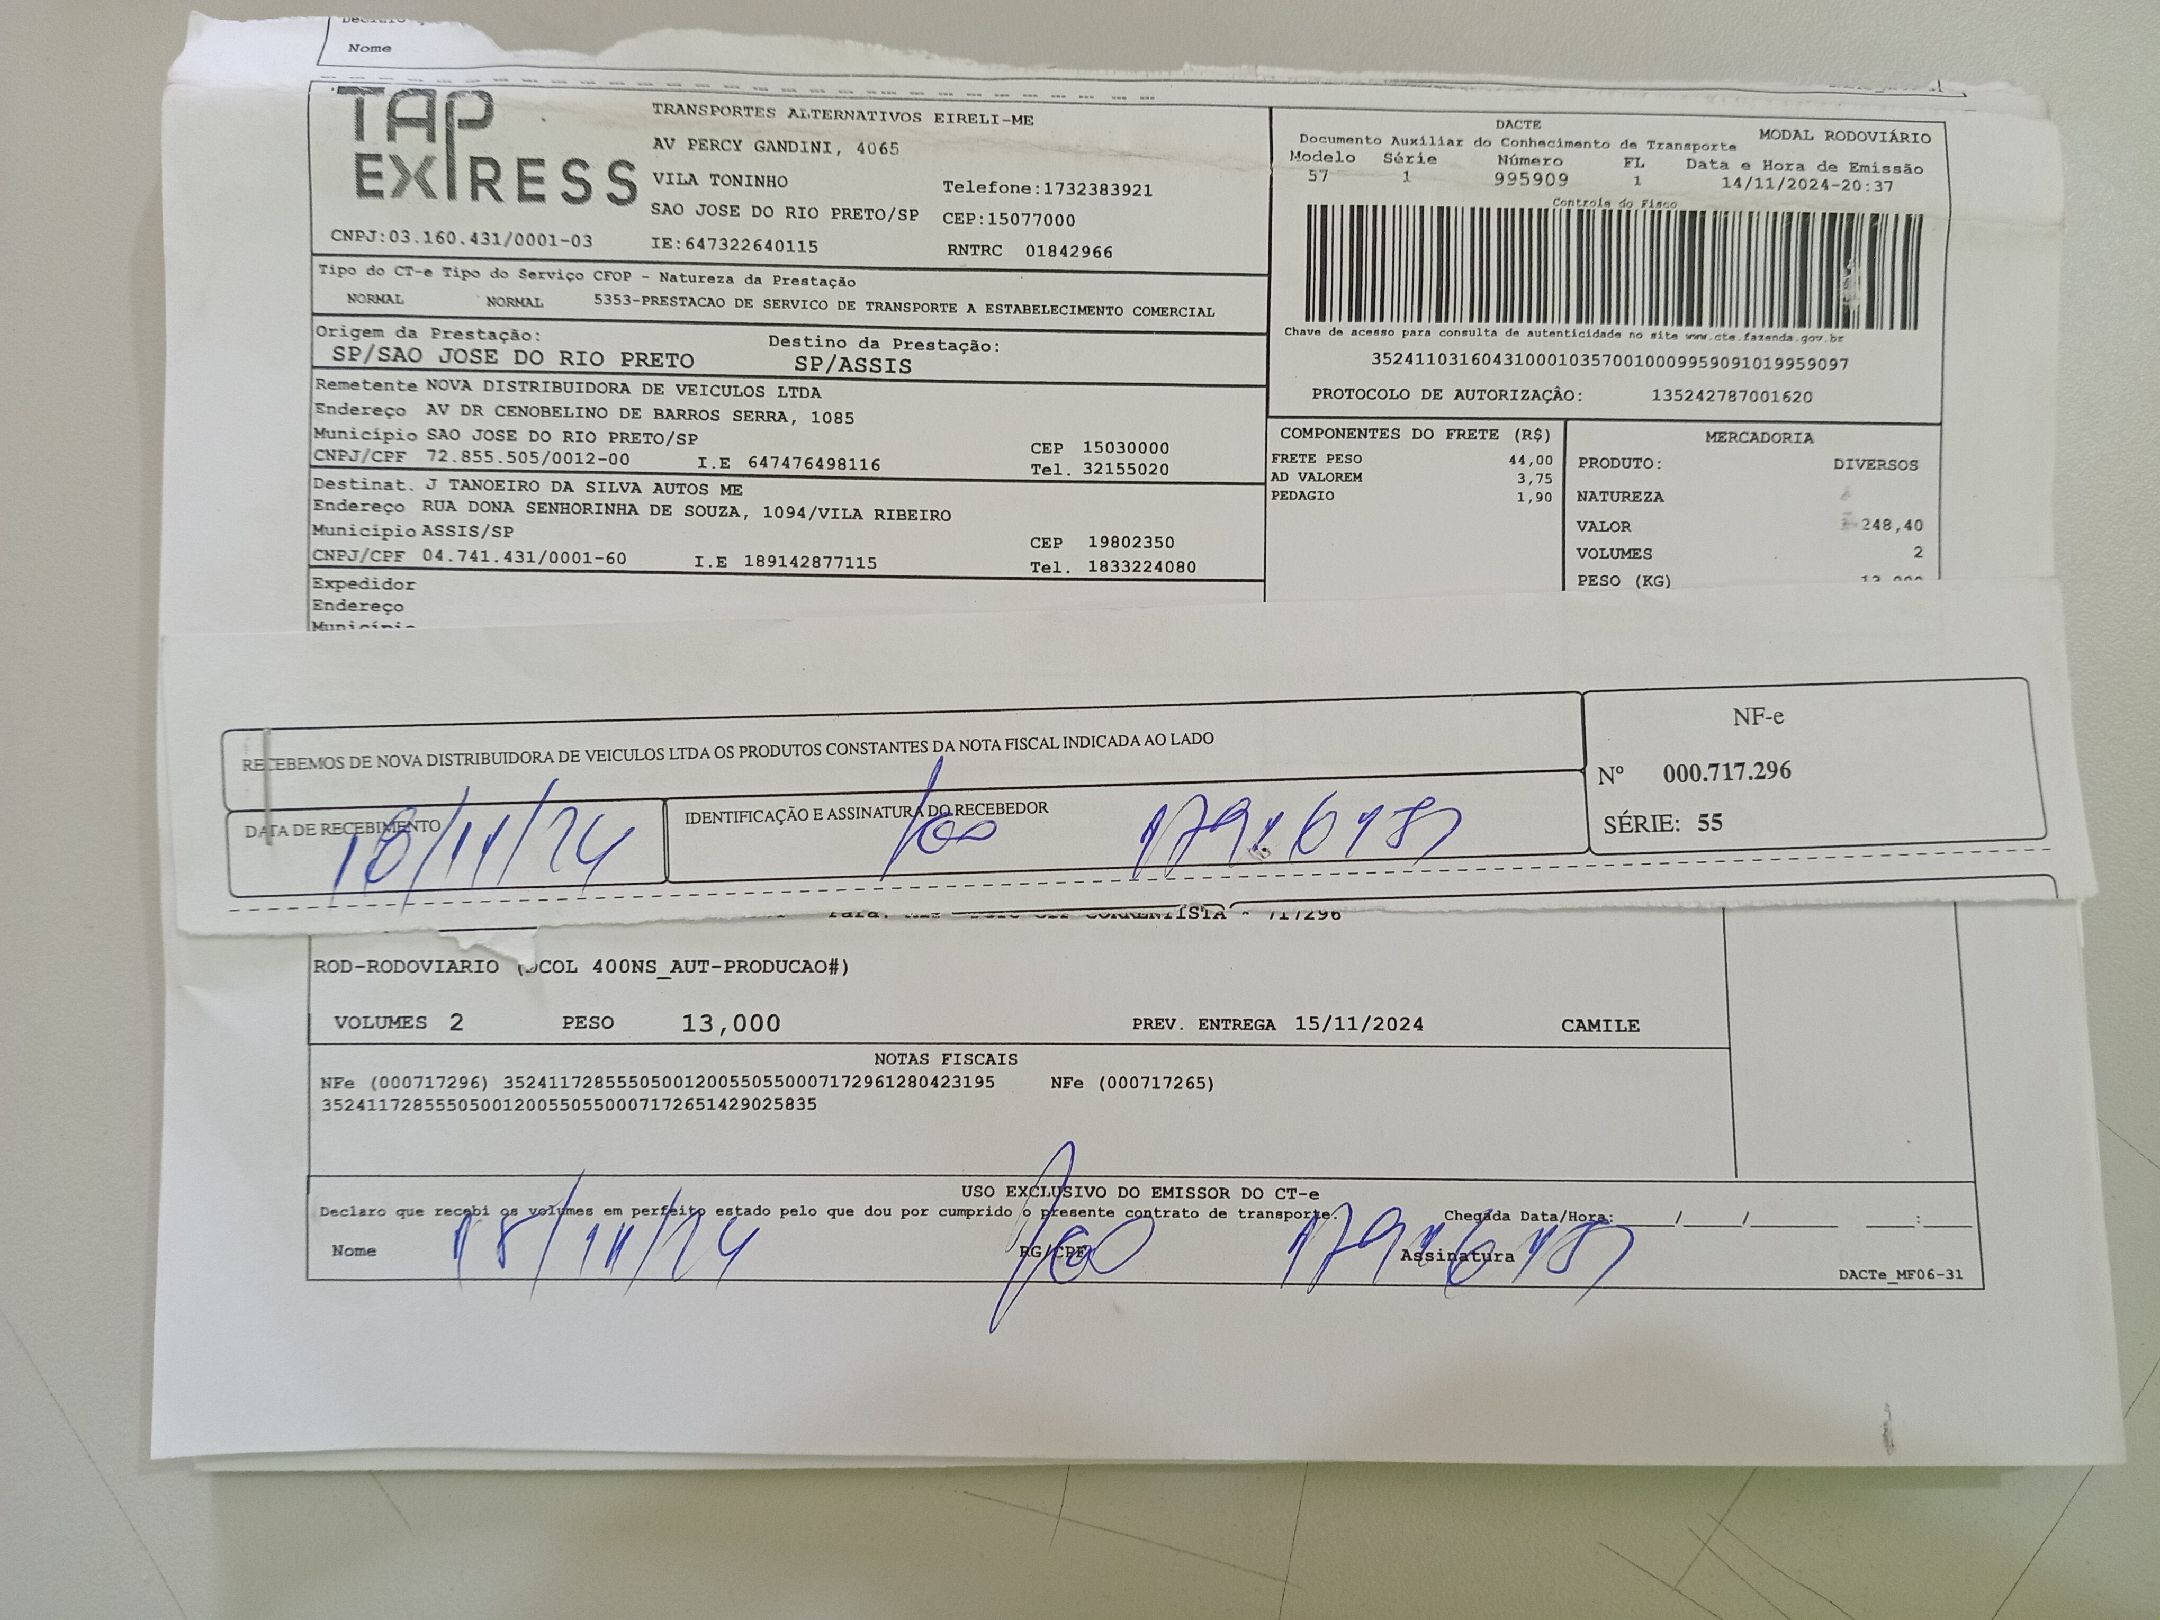 Nome
TAP EXPRESS
TRANSPORTES ALTERNATIVOS EIRELI-ME
AV PERCY GANDINI, 4065
VILA TONINHO Telefone:1732383921
SAO JOSE DO RIO PRETO/SP CEP:15077000
CNPJ:03.160.431/0001-03 IE:647322640115 RNTRC 01842966
DACTE MODAL RODOVIÁRIO
Documento Auxiliar do Conhecimento de Transporte
Modelo Série Número FL Data e Hora de Emissão
57 1 995909 1 14/11/2024-20:37
Controle do Fisco
Chave de acesso para consulta de autenticidade no site www.cte.fazenda.gov.br
35241103160431000103570010009959091019959097
PROTOCOLO DE AUTORIZAÇÂO: 135242787001620
Tipo do CT-e Tipo do Serviço CFOP - Natureza da Prestação
NORMAL NORMAL 5353-PRESTACAO DE SERVICO DE TRANSPORTE A ESTABELECIMENTO COMERCIAL
Origem da Prestação: Destino da Prestação:
SP/SAO JOSE DO RIO PRETO SP/ASSIS
Remetente NOVA DISTRIBUIDORA DE VEICULOS LTDA
Endereço AV DR CENOBELINO DE BARROS SERRA, 1085
Município SAO JOSE DO RIO PRETO/SP CEP 15030000
CNPJ/CPF 72.855.505/0012-00 I.E 647476498116 Tel. 32155020
Destinat. J TANOEIRO DA SILVA AUTOS ME
Endereço RUA DONA SENHORINHA DE SOUZA, 1094/VILA RIBEIRO
Município ASSIS/SP CEP 19802350
CNPJ/CPF 04.741.431/0001-60 I.E 189142877115 Tel. 1833224080
Expedidor
Endereço
COMPONENTES DO FRETE (R$)
FRETE PESO 44,00
AD VALOREM 3,75
PEDAGIO 1,90
MERCADORIA
PRODUTO: DIVERSOS
NATUREZA
VALOR 248,40
VOLUMES 2
PESO (KG)
RECEBEMOS DE NOVA DISTRIBUIDORA DE VEICULOS LTDA OS PRODUTOS CONSTANTES DA NOTA FISCAL INDICADA AO LADO
DATA DE RECEBIMENTO IDENTIFICAÇÃO E ASSINATURA DO RECEBEDOR
18/11/24
NF-e
Nº 000.717.296
SÉRIE: 55
CORRENTISTA - 717296
ROD-RODOVIARIO 400NS_AUT-PRODUCAO#)
VOLUMES 2 PESO 13,000 PREV. ENTREGA 15/11/2024 CAMILE
NOTAS FISCAIS
NFe (000717296) 35241172855505001200550550007172961280423195 NFe (000717265)
35241172855505001200550550007172651429025835
USO EXCLUSIVO DO EMISSOR DO CT-e
Declaro que recebi os volumes em perfeito estado pelo que dou por cumprido o presente contrato de transporte. Chegada Data/Hora: ____/____/____ ____:____
Nome 18/11/24 RG/CPF Assinatura
DACTe_MF06-31